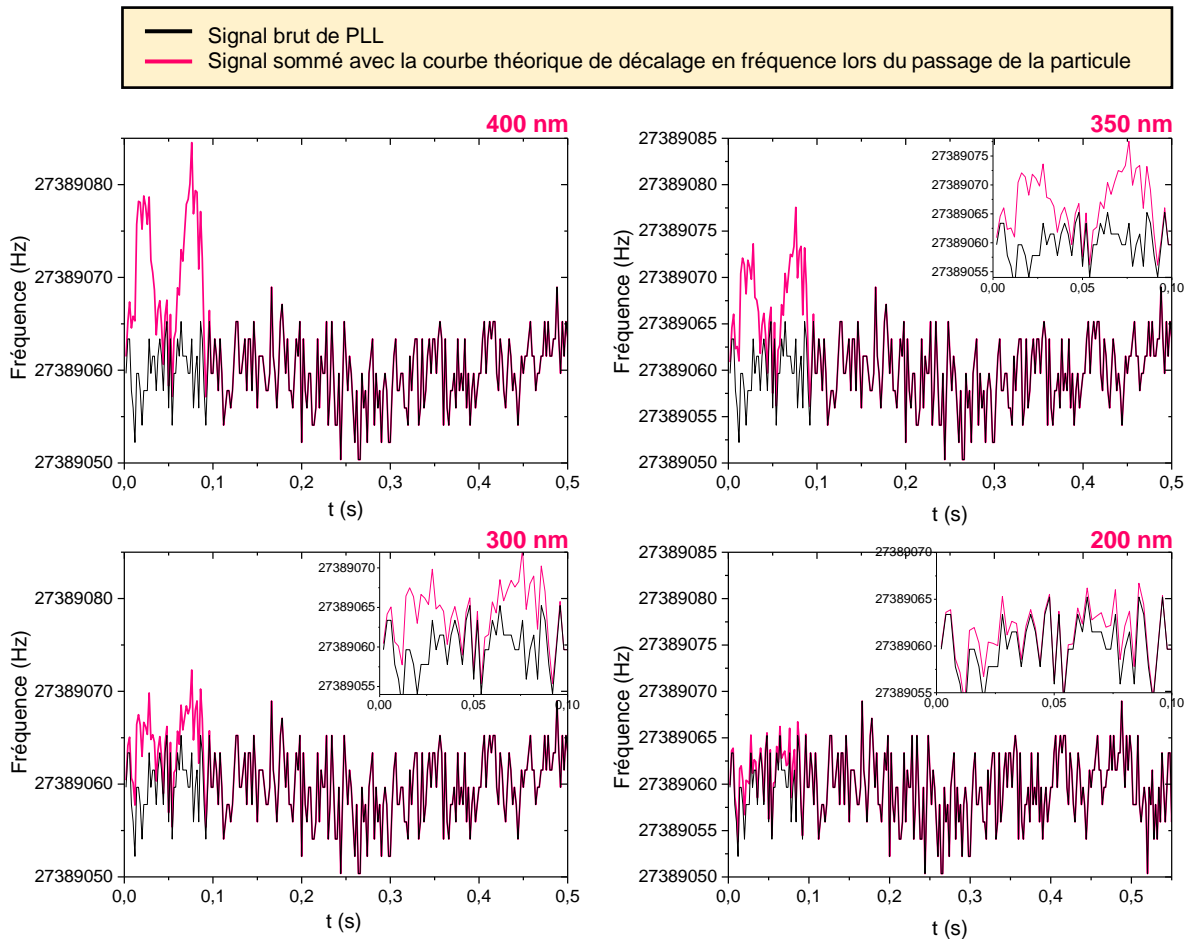 Signal brut de PLL
Signal sommé avec la courbe théorique de décalage en fréquence lors du passage de la particule
400 nm
27389080
27389070
27389060
27389050
Fréquence (Hz)
0,0 0,1 0,2 0,3 0,4 0,5
t (s)
350 nm
27389085
27389080
27389075
27389070
27389065
27389060
27389055
27389050
Fréquence (Hz)
0,0 0,1 0,2 0,3 0,4 0,5
t (s)
27389075
27389070
27389065
27389060
27389055
0,00 0,05 0,10
300 nm
27389080
27389070
27389060
27389050
Fréquence (Hz)
0,0 0,1 0,2 0,3 0,4 0,5
t (s)
27389070
27389065
27389060
27389055
0,00 0,05 0,10
200 nm
27389085
27389080
27389075
27389070
27389065
27389060
27389055
27389050
Fréquence (Hz)
0,0 0,1 0,2 0,3 0,4 0,5
t (s)
27389070
27389065
27389060
27389055
0,00 0,05 0,10